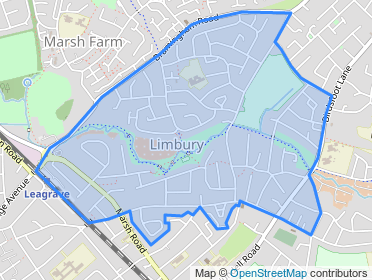 Marsh Farm
Bramingham Road
Birdsfoot Lane
Limbury
Road
Leagrave
Avenue
Marsh Road
Road
Map © OpenStreetMap contributors